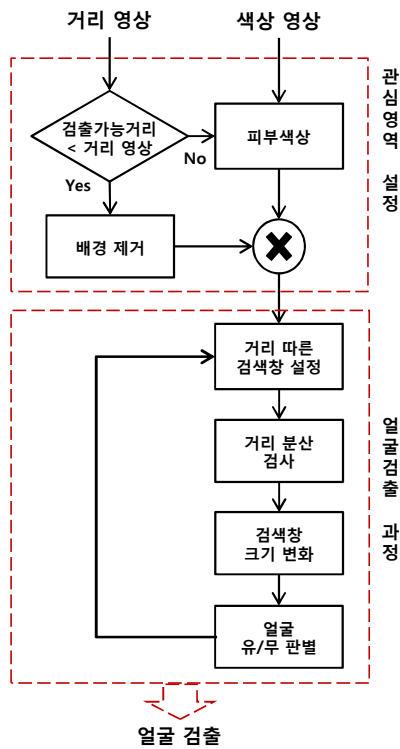 거리 영상
색상 영상
검출가능거리
< 거리 영상
No
Yes
피부색상
배경 제거
관심영역 설정
거리 따른
검색창 설정
거리 분산
검사
검색창
크기 변화
얼굴
유/무 판별
얼굴검출 과정
얼굴 검출